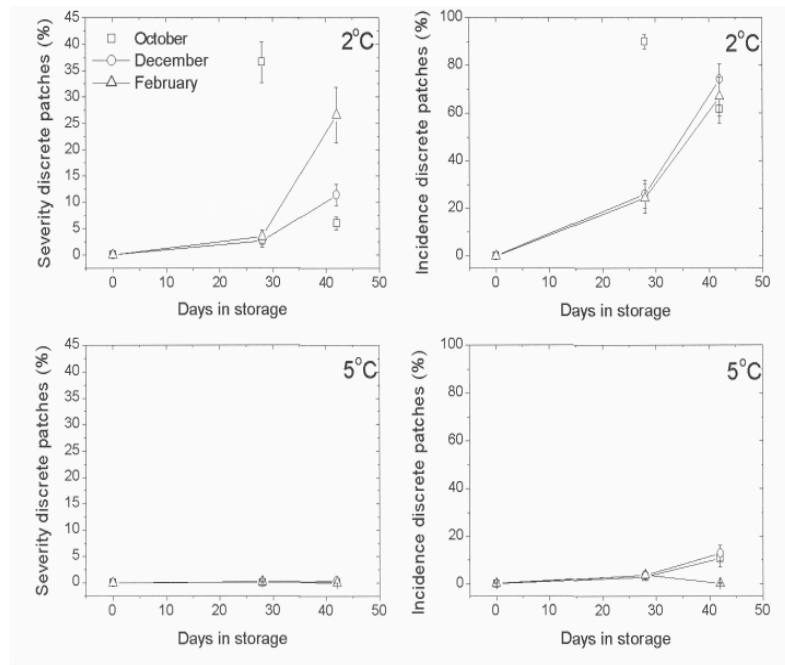 45
40
35
30
25
20
15
10
5
0
Severity discrete patches (%)
October
December
February
2°C
0 10 20 30 40 50
Days in storage
100
80
60
40
20
0
Incidence discrete patches (%)
2°C
0 10 20 30 40 50
Days in storage
45
40
35
30
25
20
15
10
5
0
Severity discrete patches (%)
5°C
0 10 20 30 40 50
Days in storage
100
80
60
40
20
0
Incidence discrete patches (%)
5°C
0 10 20 30 40 50
Days in storage